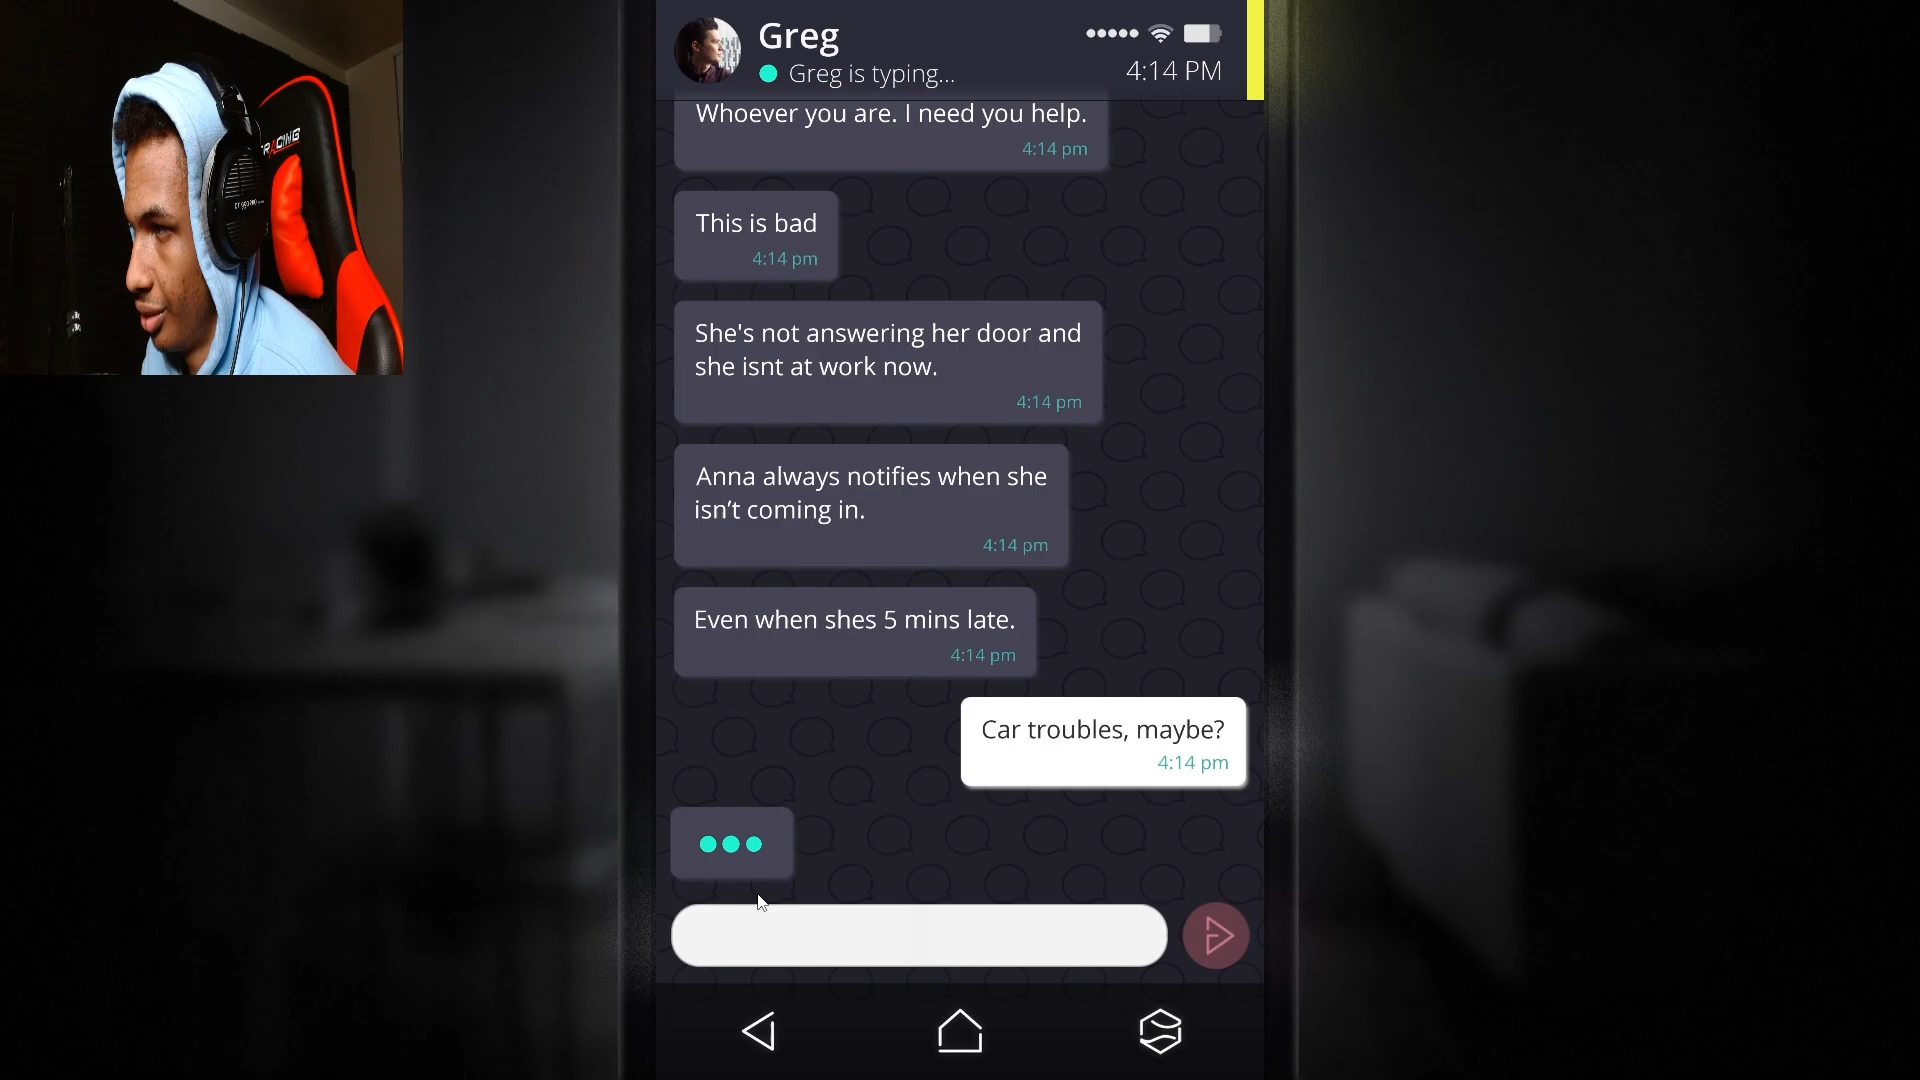 Greg
Greg is typing...
4:14 PM
Whoever you are. I need you help.
4:14 pm
This is bad
4:14 pm
She's not answering her door and
she isnt at work now.
4:14 pm
Anna always notifies when she
isn’t coming in.
4:14 pm
Even when shes 5 mins late.
4:14 pm
Car troubles, maybe?
4:14 pm